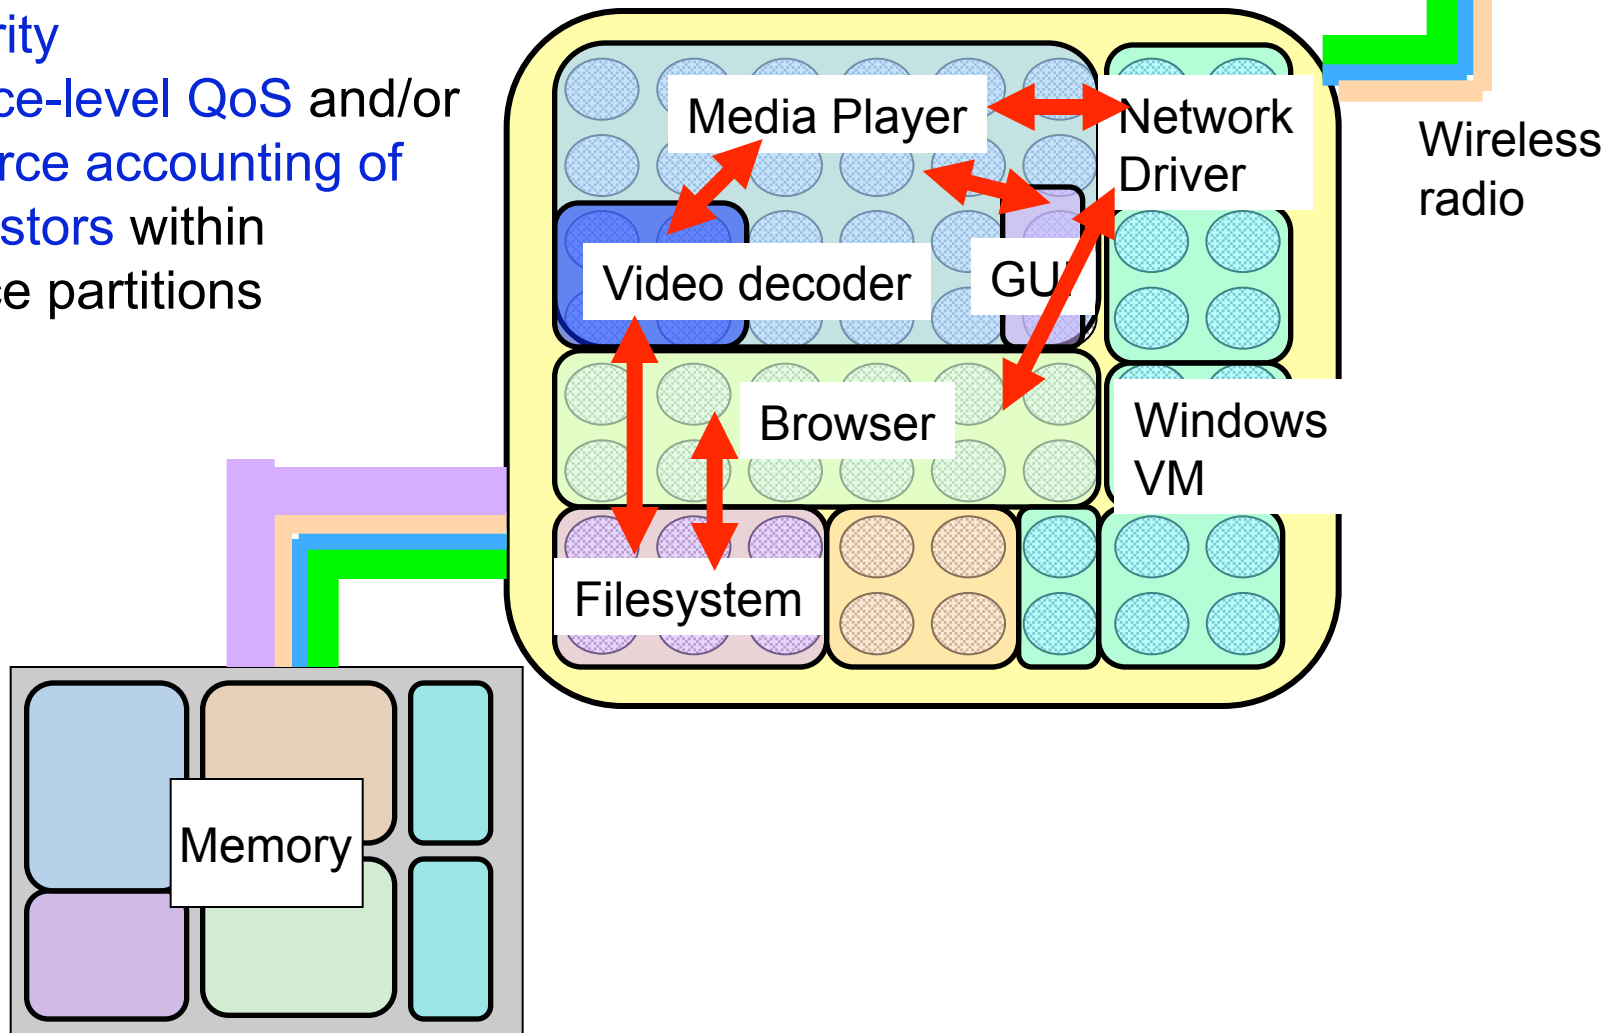 rity
ce-level QoS and/or
rce accounting of
stors within
ce partitions
Media Player
Network
Driver
Wireless
radio
Video decoder
GUI
Browser
Windows
VM
Filesystem
Memory